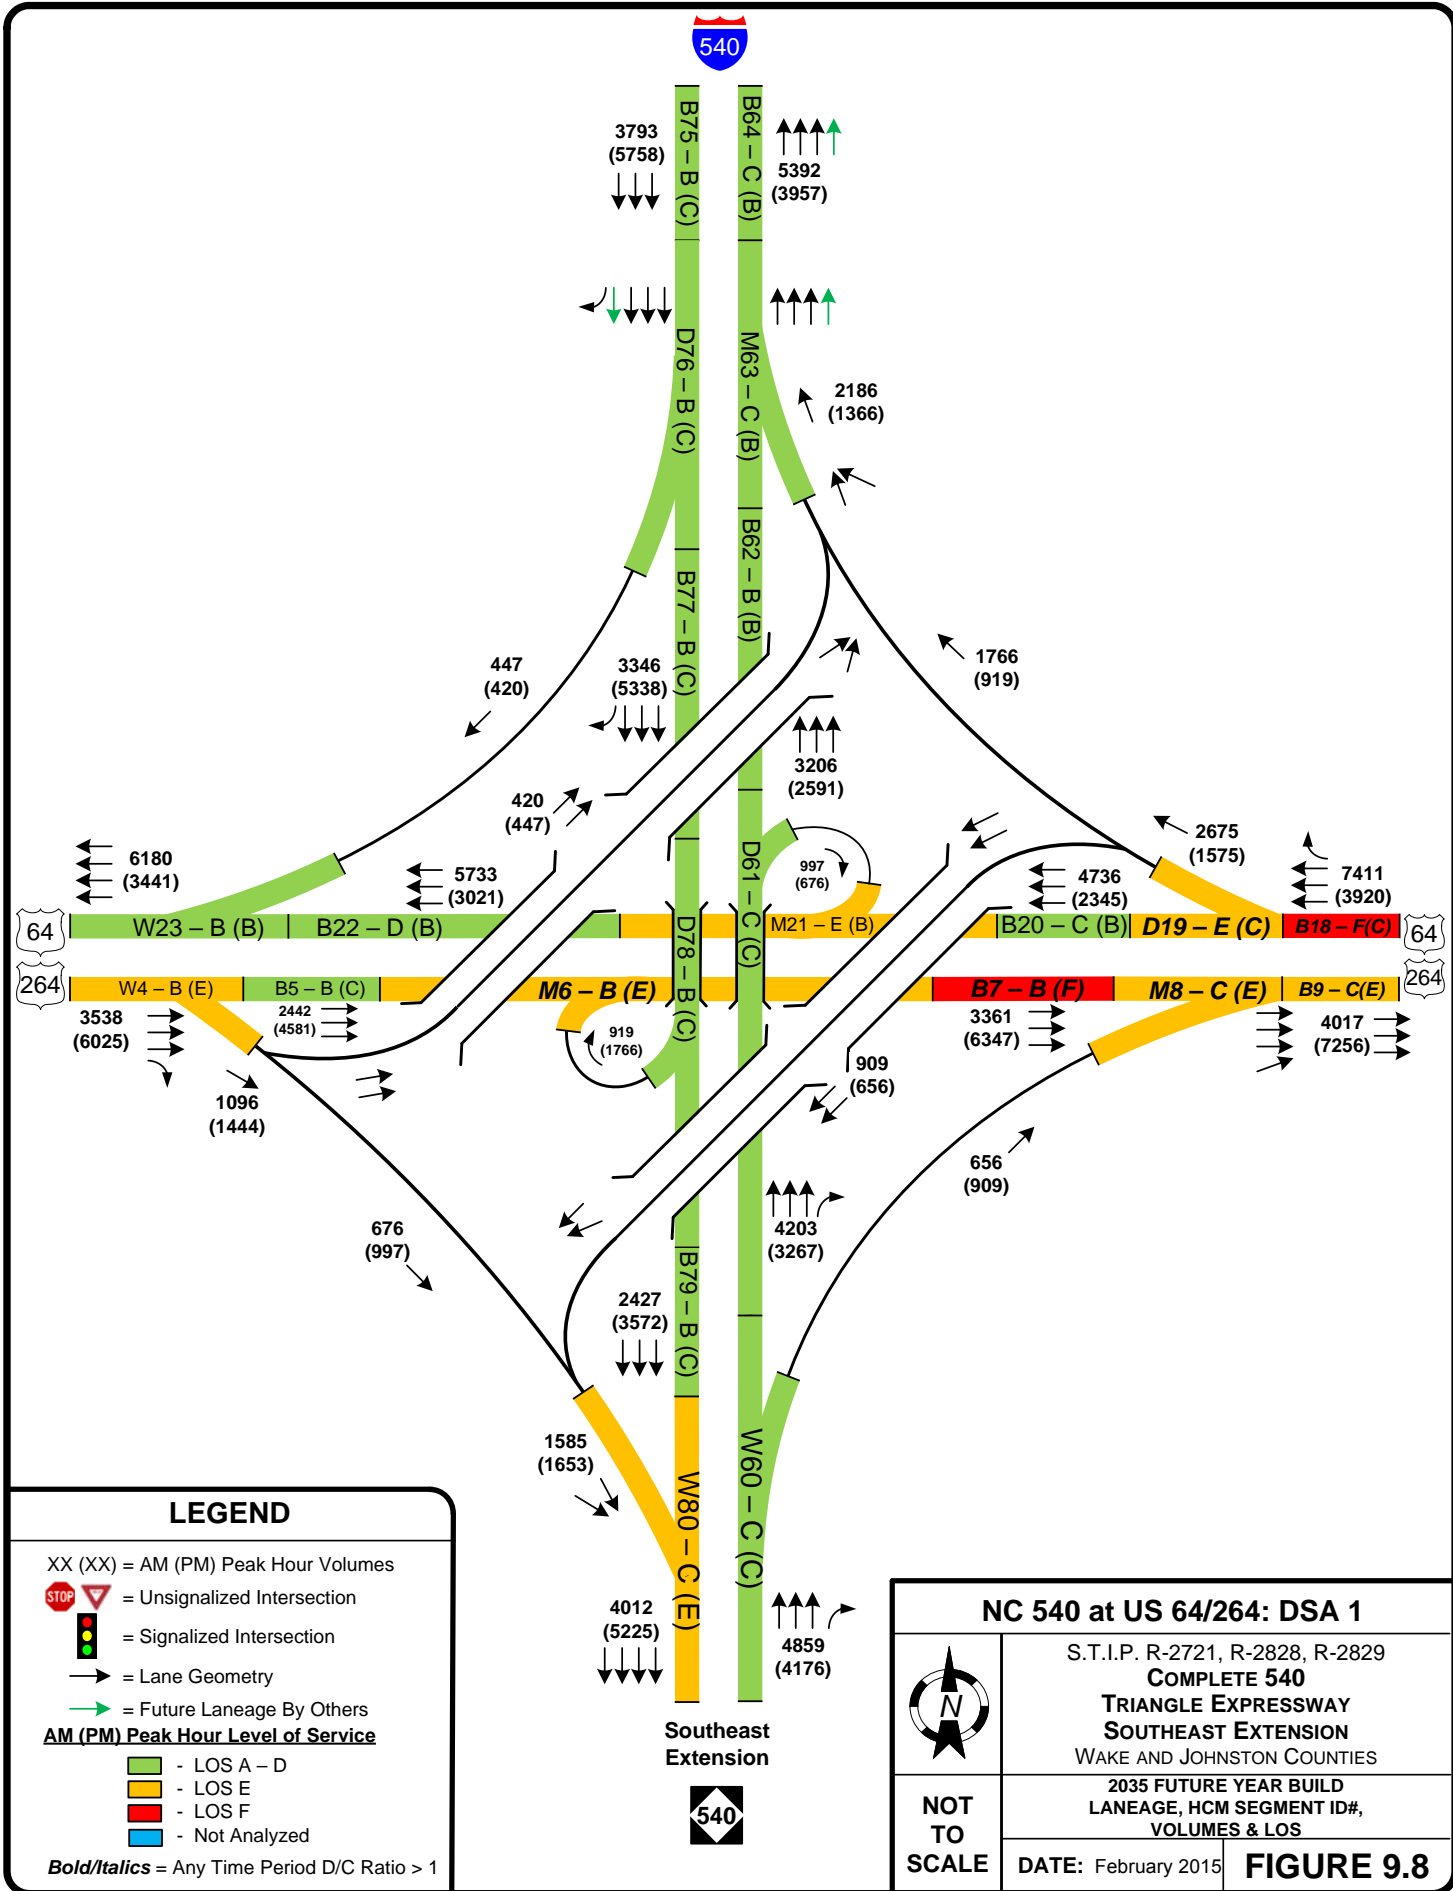 540
B75 – B (C)
B64 – C (B)
3793
(5758)
5392
(3957)
D76 – B (C)
M63 – C (B)
2186
(1366)
B77 – B (C)
B62 – B (B)
447
(420)
3346
(5338)
1766
(919)
3206
(2591)
420
(447)
2675
(1575)
6180
(3441)
5733
(3021)
997
(676)
4736
(2345)
7411
(3920)
D61 – C (C)
D78 – B (C)
64
W23 – B (B)
B22 – D (B)
M21 – E (B)
B20 – C (B)
D19 – E (C)
B18 – F(C)
64
264
W4 – B (E)
B5 – B (C)
M6 – B (E)
B7 – B (F)
M8 – C (E)
B9 – C(E)
264
3538
(6025)
2442
(4581)
919
(1766)
3361
(6347)
4017
(7256)
909
(656)
1096
(1444)
656
(909)
676
(997)
4203
(3267)
B79 – B (C)
2427
(3572)
1585
(1653)
W80 – C (E)
W60 – C (C)
4012
(5225)
4859
(4176)
Southeast
Extension
540
LEGEND
XX (XX) = AM (PM) Peak Hour Volumes
STOP = Unsignalized Intersection
= Signalized Intersection
= Lane Geometry
= Future Laneage By Others
AM (PM) Peak Hour Level of Service
- LOS A – D
- LOS E
- LOS F
- Not Analyzed
Bold/Italics = Any Time Period D/C Ratio > 1
NC 540 at US 64/264: DSA 1
N
S.T.I.P. R-2721, R-2828, R-2829
COMPLETE 540
TRIANGLE EXPRESSWAY
SOUTHEAST EXTENSION
WAKE AND JOHNSTON COUNTIES
NOT
TO
SCALE
2035 FUTURE YEAR BUILD
LANEAGE, HCM SEGMENT ID#,
VOLUMES & LOS
DATE: February 2015
FIGURE 9.8